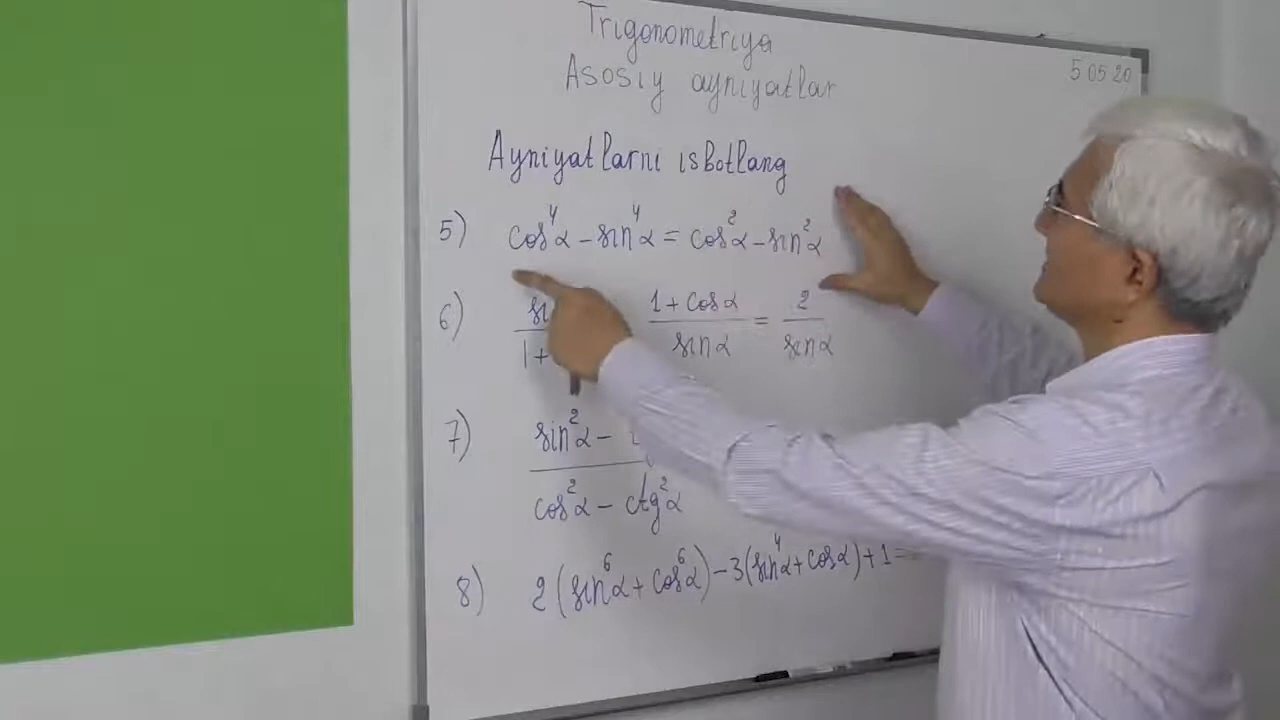 Trigonometriya
5 05 20
Asosiy ayniyatlar
Ayniyatlarni isbotlang
5) cos⁴α − sin⁴α = cos²α − sin²α
6) 1 + cosα / sinα = 2 / sinα
7) sin²α − / cos²α − ctg²α
8) 2(sin⁶α + cos⁶α) − 3(sin⁴α + cosα) + 1 =